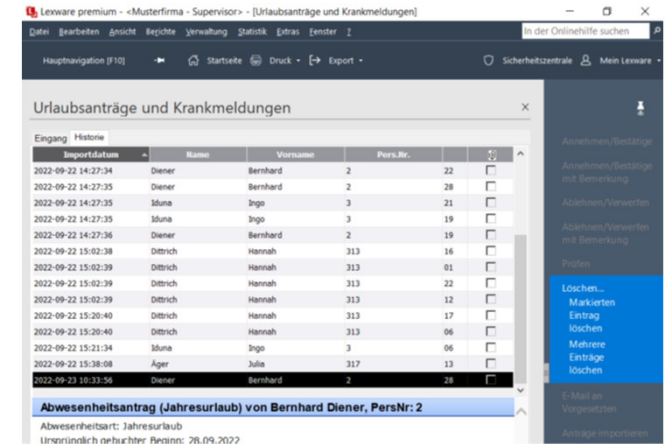 Lexware premium - <Musterfirma - Supervisor> - [Urlaubsanträge und Krankmeldungen]
Datei Bearbeiten Ansicht Berichte Verwaltung Statistik Extras Fenster ?
In der Onlinehilfe suchen
Hauptnavigation [F10] Startseite Druck Export Sicherheitszentrale Mein Lexware
Urlaubsanträge und Krankmeldungen
Eingang Historie
Importdatum Name Vorname Pers.Nr.
2022-09-22 14:27:34 Diener Bernhard 2 22
2022-09-22 14:27:35 Diener Bernhard 2 28
2022-09-22 14:27:35 Iduna Ingo 3 21
2022-09-22 14:27:35 Iduna Ingo 3 19
2022-09-22 14:27:36 Diener Bernhard 2 19
2022-09-22 15:02:38 Dittrich Hannah 313 16
2022-09-22 15:02:39 Dittrich Hannah 313 01
2022-09-22 15:02:39 Dittrich Hannah 313 22
2022-09-22 15:02:39 Dittrich Hannah 313 12
2022-09-22 15:20:40 Dittrich Hannah 313 17
2022-09-22 15:20:40 Dittrich Hannah 313 06
2022-09-22 15:21:34 Iduna Ingo 3 06
2022-09-22 15:38:08 Äger Julia 317 13
2022-09-23 10:33:56 Diener Bernhard 2 28
Abwesenheitsantrag (Jahresurlaub) von Bernhard Diener, PersNr: 2
Abwesenheitsart: Jahresurlaub
Ursprünglich gebuchter Beginn: 28.09.2022
Annehmen/Bestätige
Annehmen/Bestätige
mit Bemerkung
Ablehnen/Verwerfen
Ablehnen/Verwerfen
mit Bemerkung
Prüfen
Löschen...
Markierten
Eintrag
löschen
Mehrere
Einträge
löschen
E-Mail an
Vorgesetzten
Anträge importieren